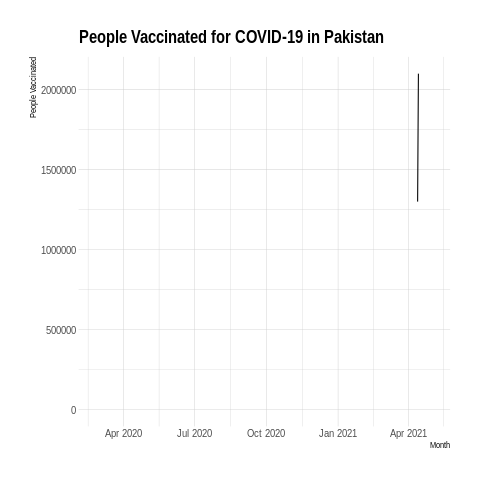 People Vaccinated for COVID-19 in Pakistan
People Vaccinated
2000000
1500000
1000000
500000
0
Apr 2020 Jul 2020 Oct 2020 Jan 2021 Apr 2021
Month